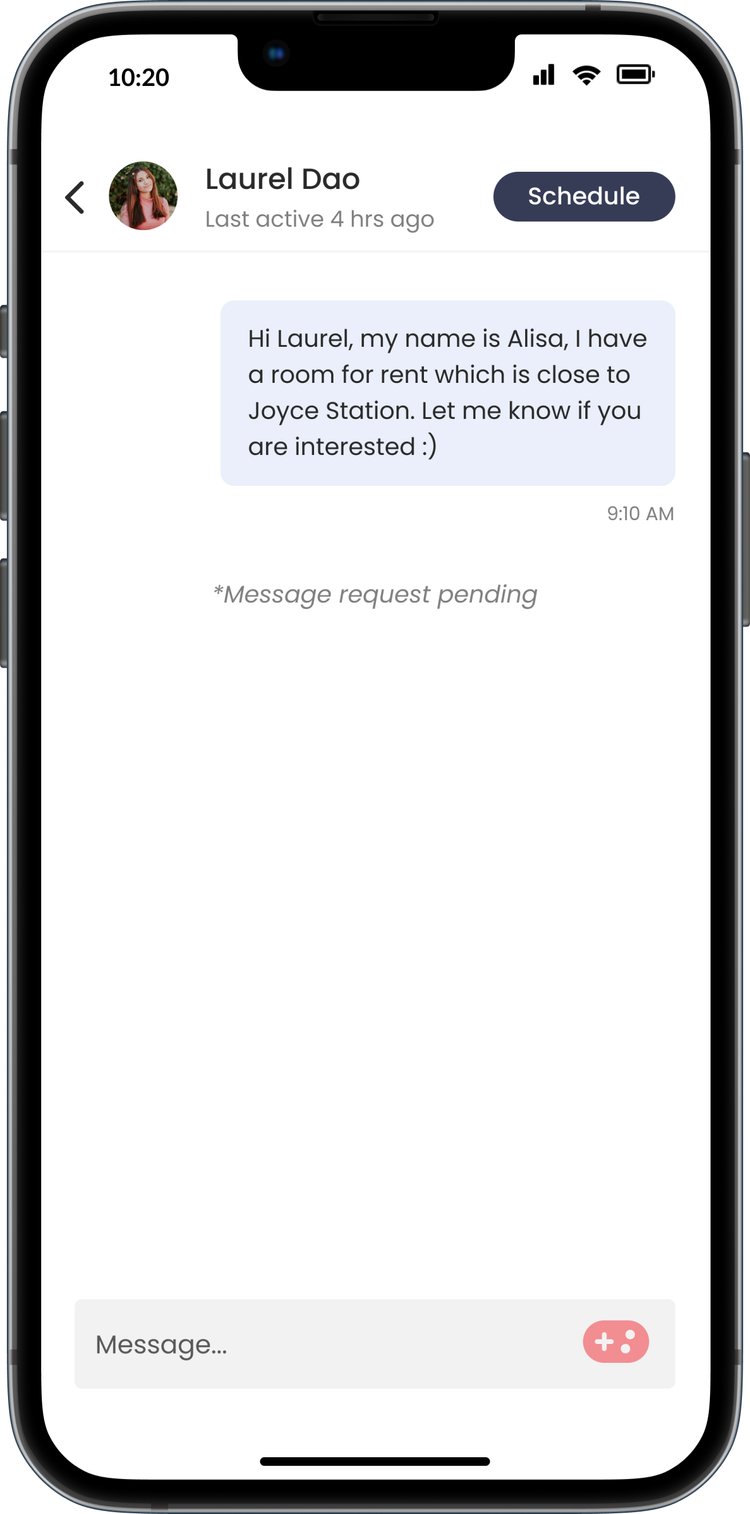 10:20
Laurel Dao
Last active 4 hrs ago
Schedule
Hi Laurel, my name is Alisa, I have
a room for rent which is close to
Joyce Station. Let me know if you
are interested :)
9:10 AM
*Message request pending
Message...